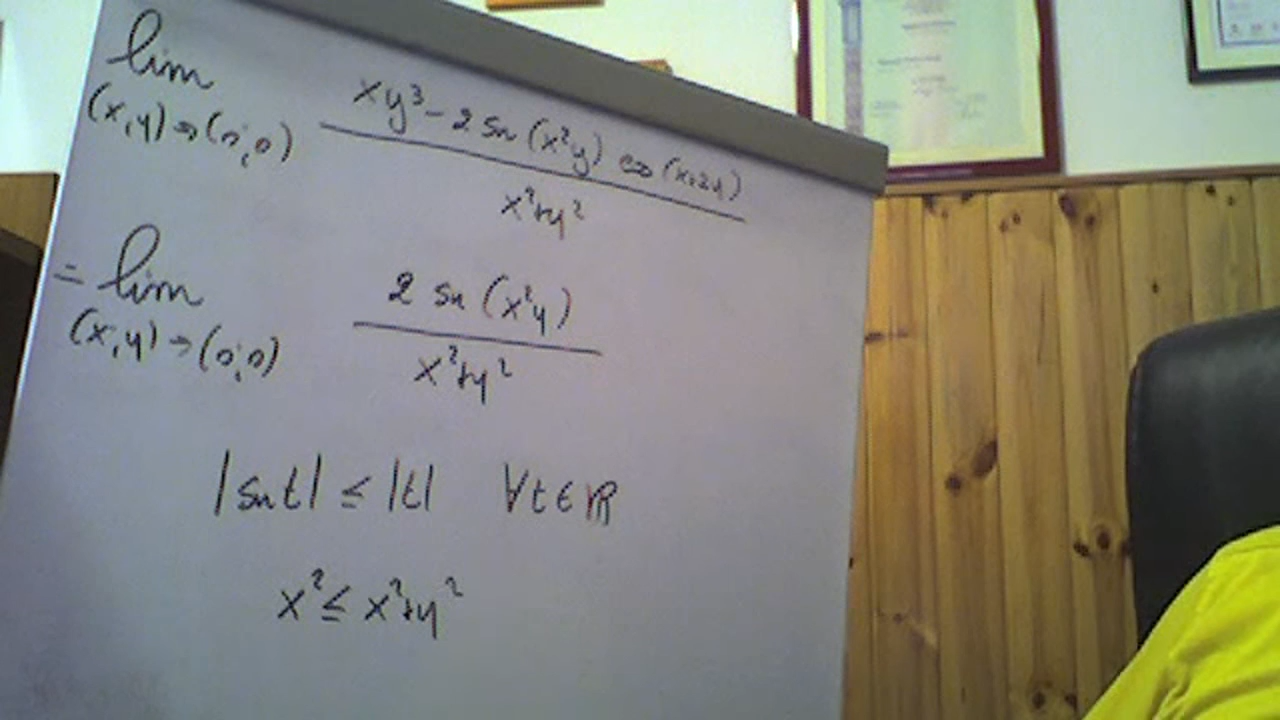 lim (x,y)→(0;0) xy³-2 sn (x²y) cos (x+2y) / x²+y²
= lim (x,y)→(0;0) 2 sn (x²y) / x²+y²
|sn t| ≤ |t| ∀t∈ℝ
x² ≤ x²+y²